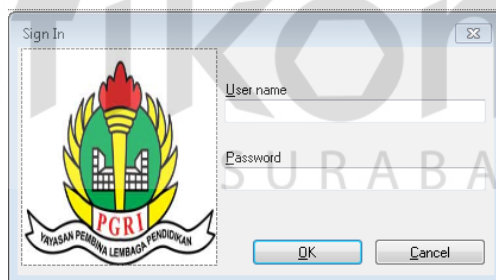 Sign In
User name
Password
SURABA
PGRI
YAYASAN PEMBINA LEMBAGA PENDIDIKAN
OK
Cancel